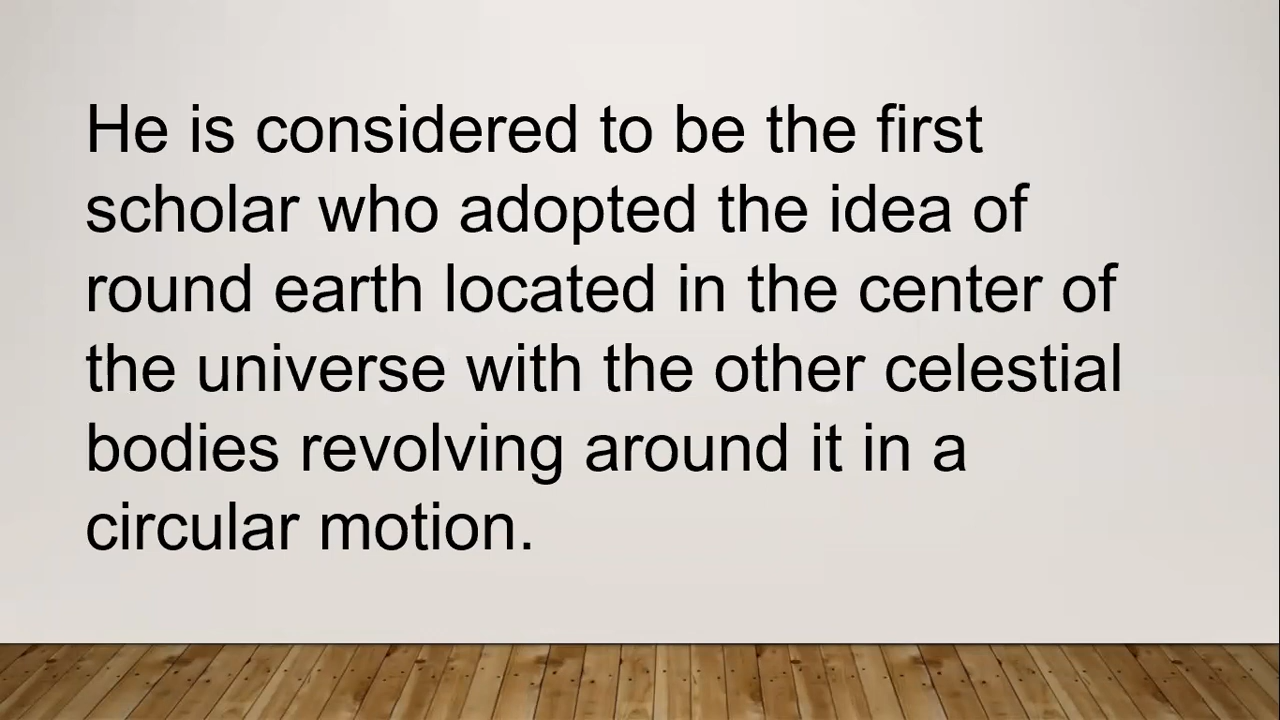 He is considered to be the first
scholar who adopted the idea of
round earth located in the center of
the universe with the other celestial
bodies revolving around it in a
circular motion.